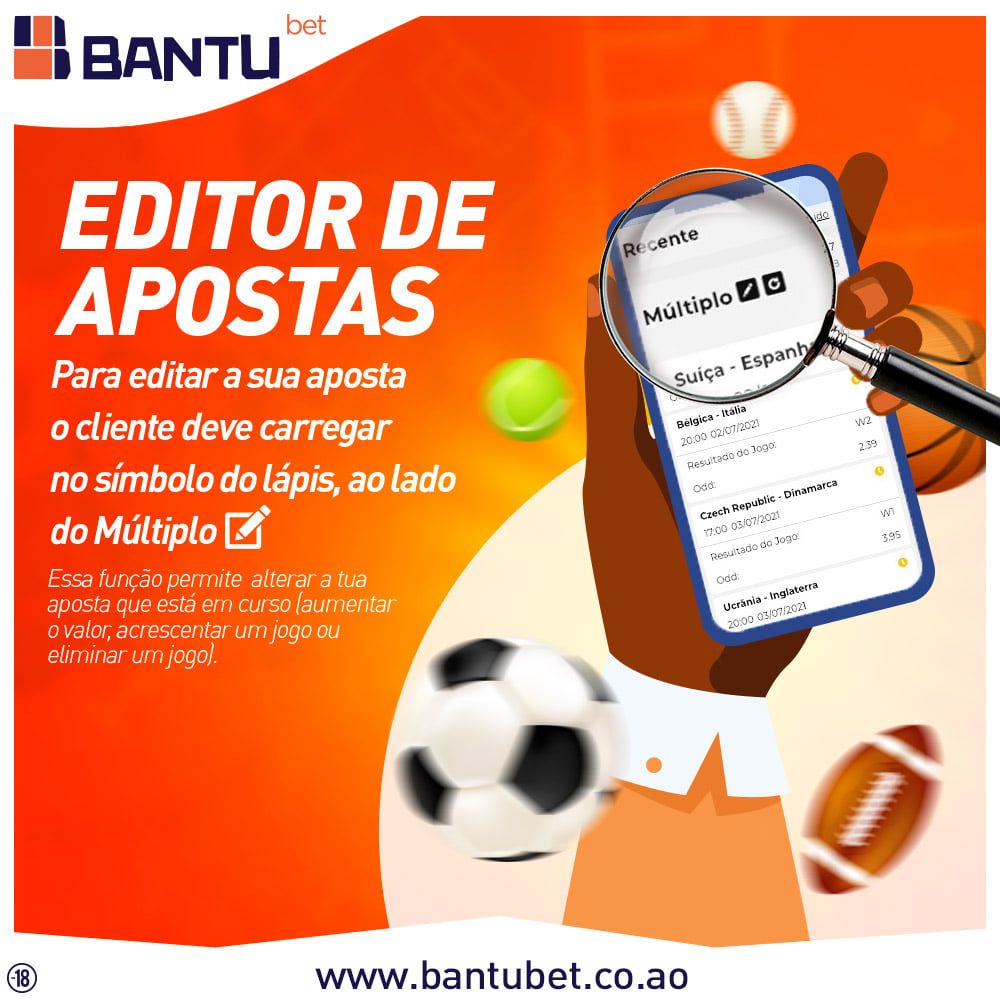 BANTU bet
EDITOR DE
APOSTAS
Para editar a sua aposta
o cliente deve carregar
no símbolo do lápis, ao lado
do Múltiplo
Essa função permite alterar a tua
aposta que está em curso (aumentar
o valor, acrescentar um jogo ou
eliminar um jogo).
Recente
Múltiplo
Suíça - Espanh
Bélgica - Itália
20:00 02/07/2021
Resultado do Jogo: W2
Odd: 2.39
Czech Republic - Dinamarca
17:00 03/07/2021
Resultado do Jogo: W1
Odd: 3.95
Ucrânia - Inglaterra
20:00 03/07/2021
-18
www.bantubet.co.ao